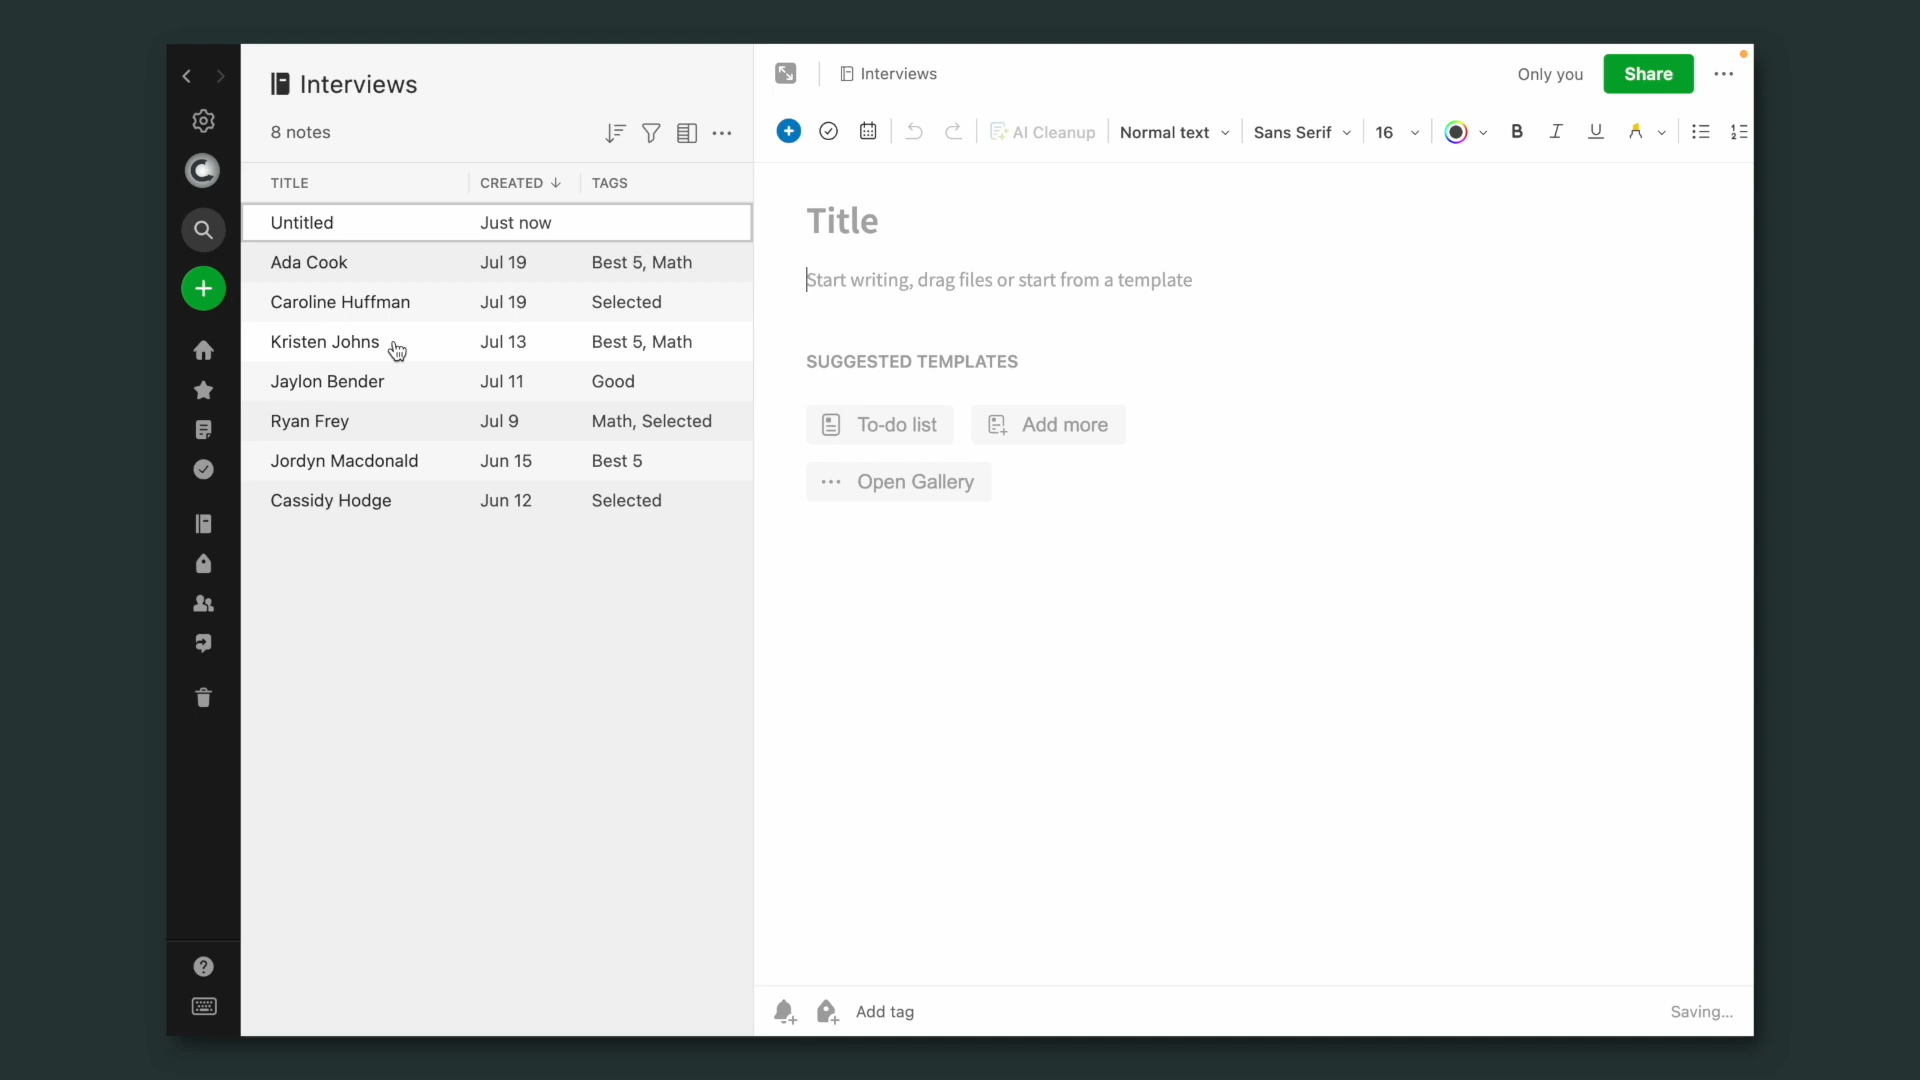 Interviews
8 notes
TITLE CREATED TAGS
Untitled Just now
Ada Cook Jul 19 Best 5, Math
Caroline Huffman Jul 19 Selected
Kristen Johns Jul 13 Best 5, Math
Jaylon Bender Jul 11 Good
Ryan Frey Jul 9 Math, Selected
Jordyn Macdonald Jun 15 Best 5
Cassidy Hodge Jun 12 Selected
Interviews Only you Share
AI Cleanup Normal text Sans Serif 16 B I U A
Title
Start writing, drag files or start from a template
SUGGESTED TEMPLATES
To-do list Add more
Open Gallery
Add tag Saving...